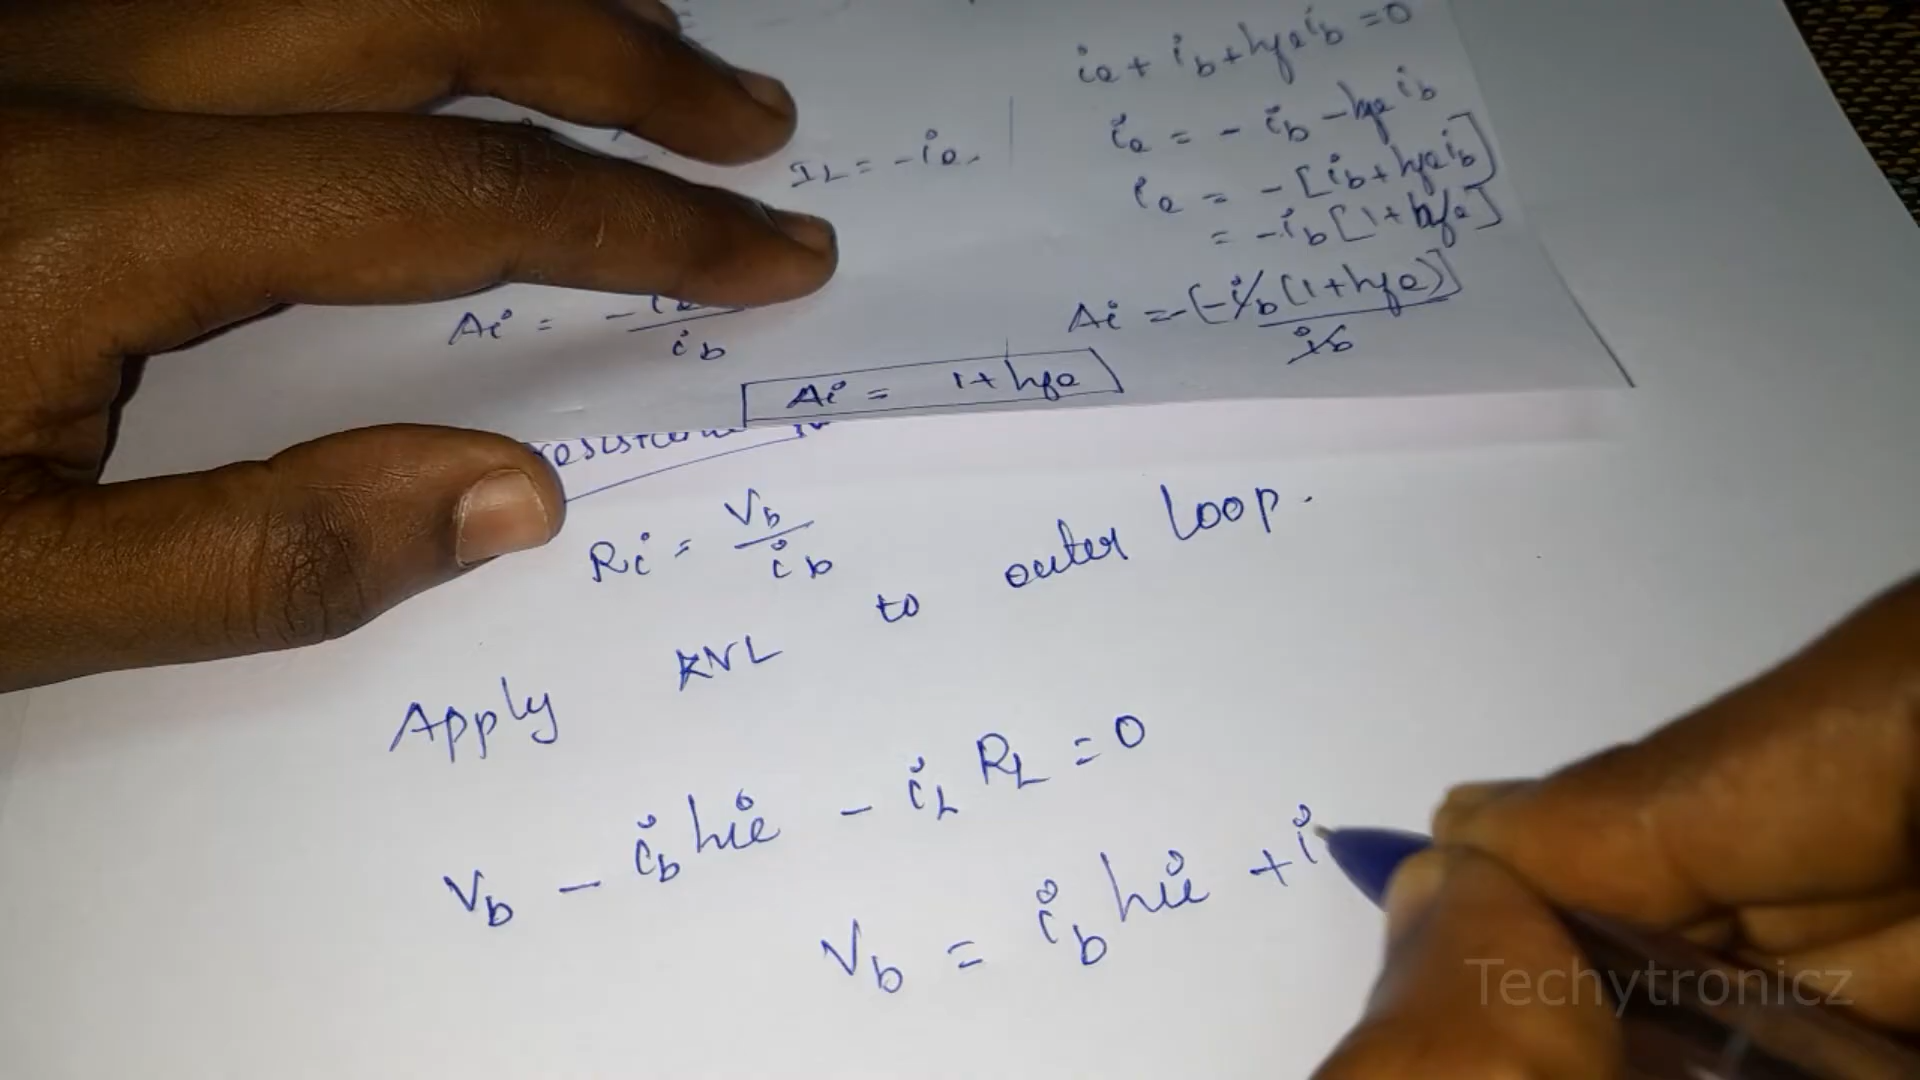 ie + ib + hfe ib = 0
ie = - ib - hfe ib
IL = -ie
ie = - [ib + hfe ib]
= -ib [1 + hfe]
Ai = -ie / ib
Ai = -[-ib (1 + hfe)] / ib
Ai = 1 + hfe
Ri = Vb / ib
Apply KVL to outer loop.
Vb - ib hie - iL RL = 0
Vb = ib hie + i
Techytronicz